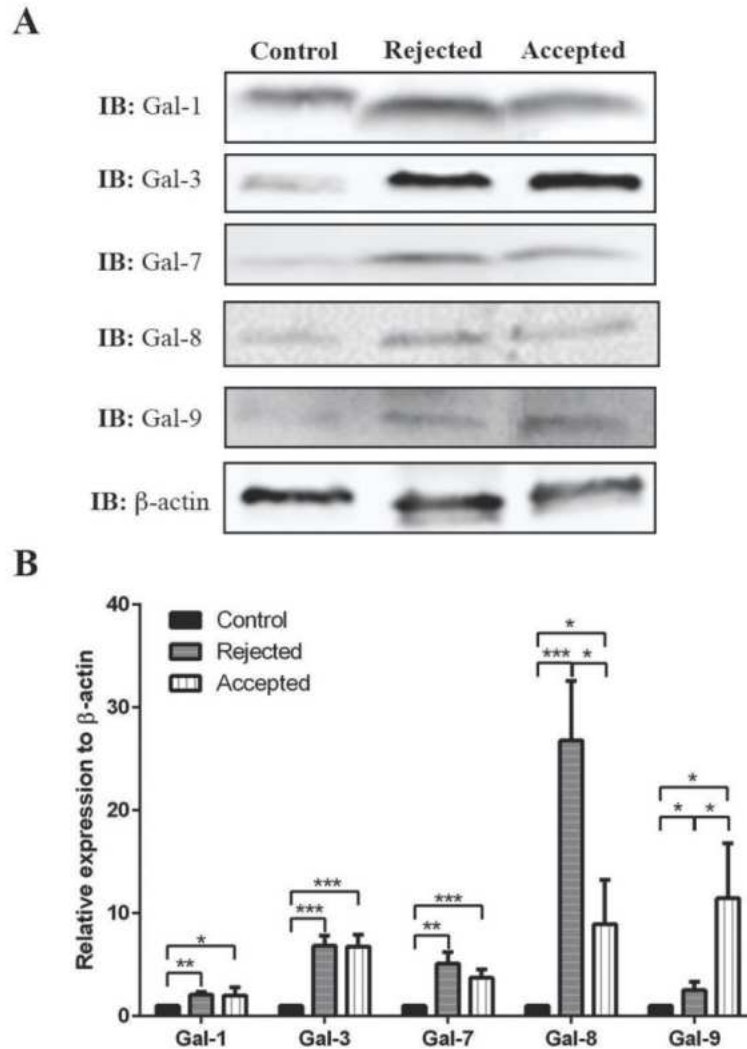 A
Control Rejected Accepted
IB: Gal-1
IB: Gal-3
IB: Gal-7
IB: Gal-8
IB: Gal-9
IB: β-actin
B
Relative expression to β-actin
40
30
20
10
0
Control
Rejected
Accepted
** *
*** ***
** ***
*** * *
* * *
Gal-1 Gal-3 Gal-7 Gal-8 Gal-9